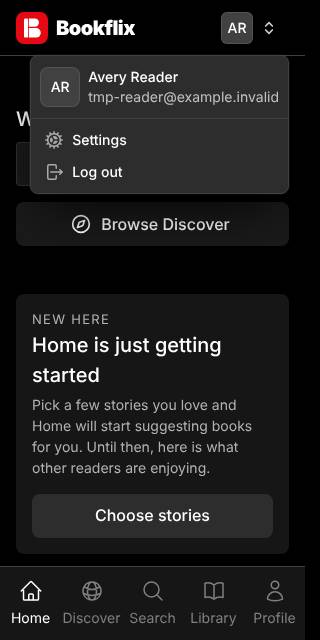 Bookflix
AR
AR
Avery Reader
tmp-reader@example.invalid
Settings
Log out
Browse Discover
NEW HERE
Home is just getting
started
Pick a few stories you love and
Home will start suggesting books
for you. Until then, here is what
other readers are enjoying.
Choose stories
Home
Discover
Search
Library
Profile